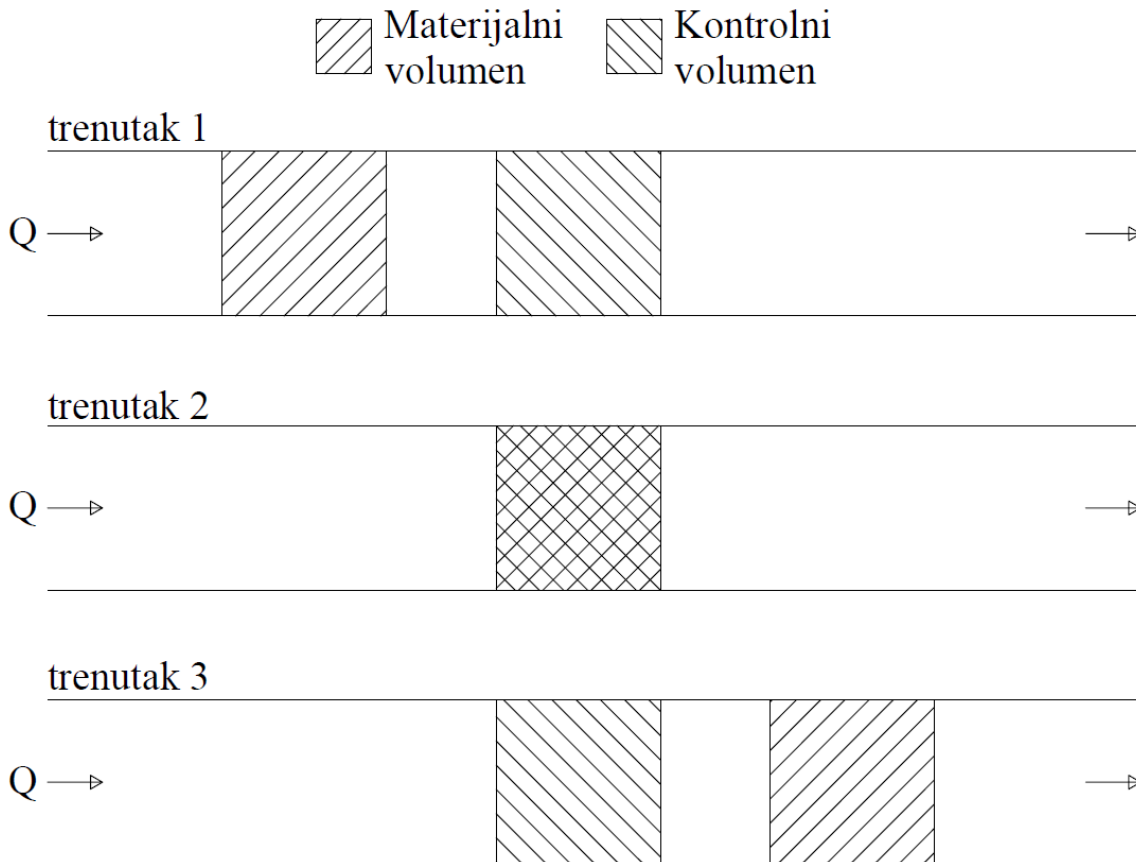 Materijalni
volumen
Kontrolni
volumen
trenutak 1
Q
trenutak 2
Q
trenutak 3
Q